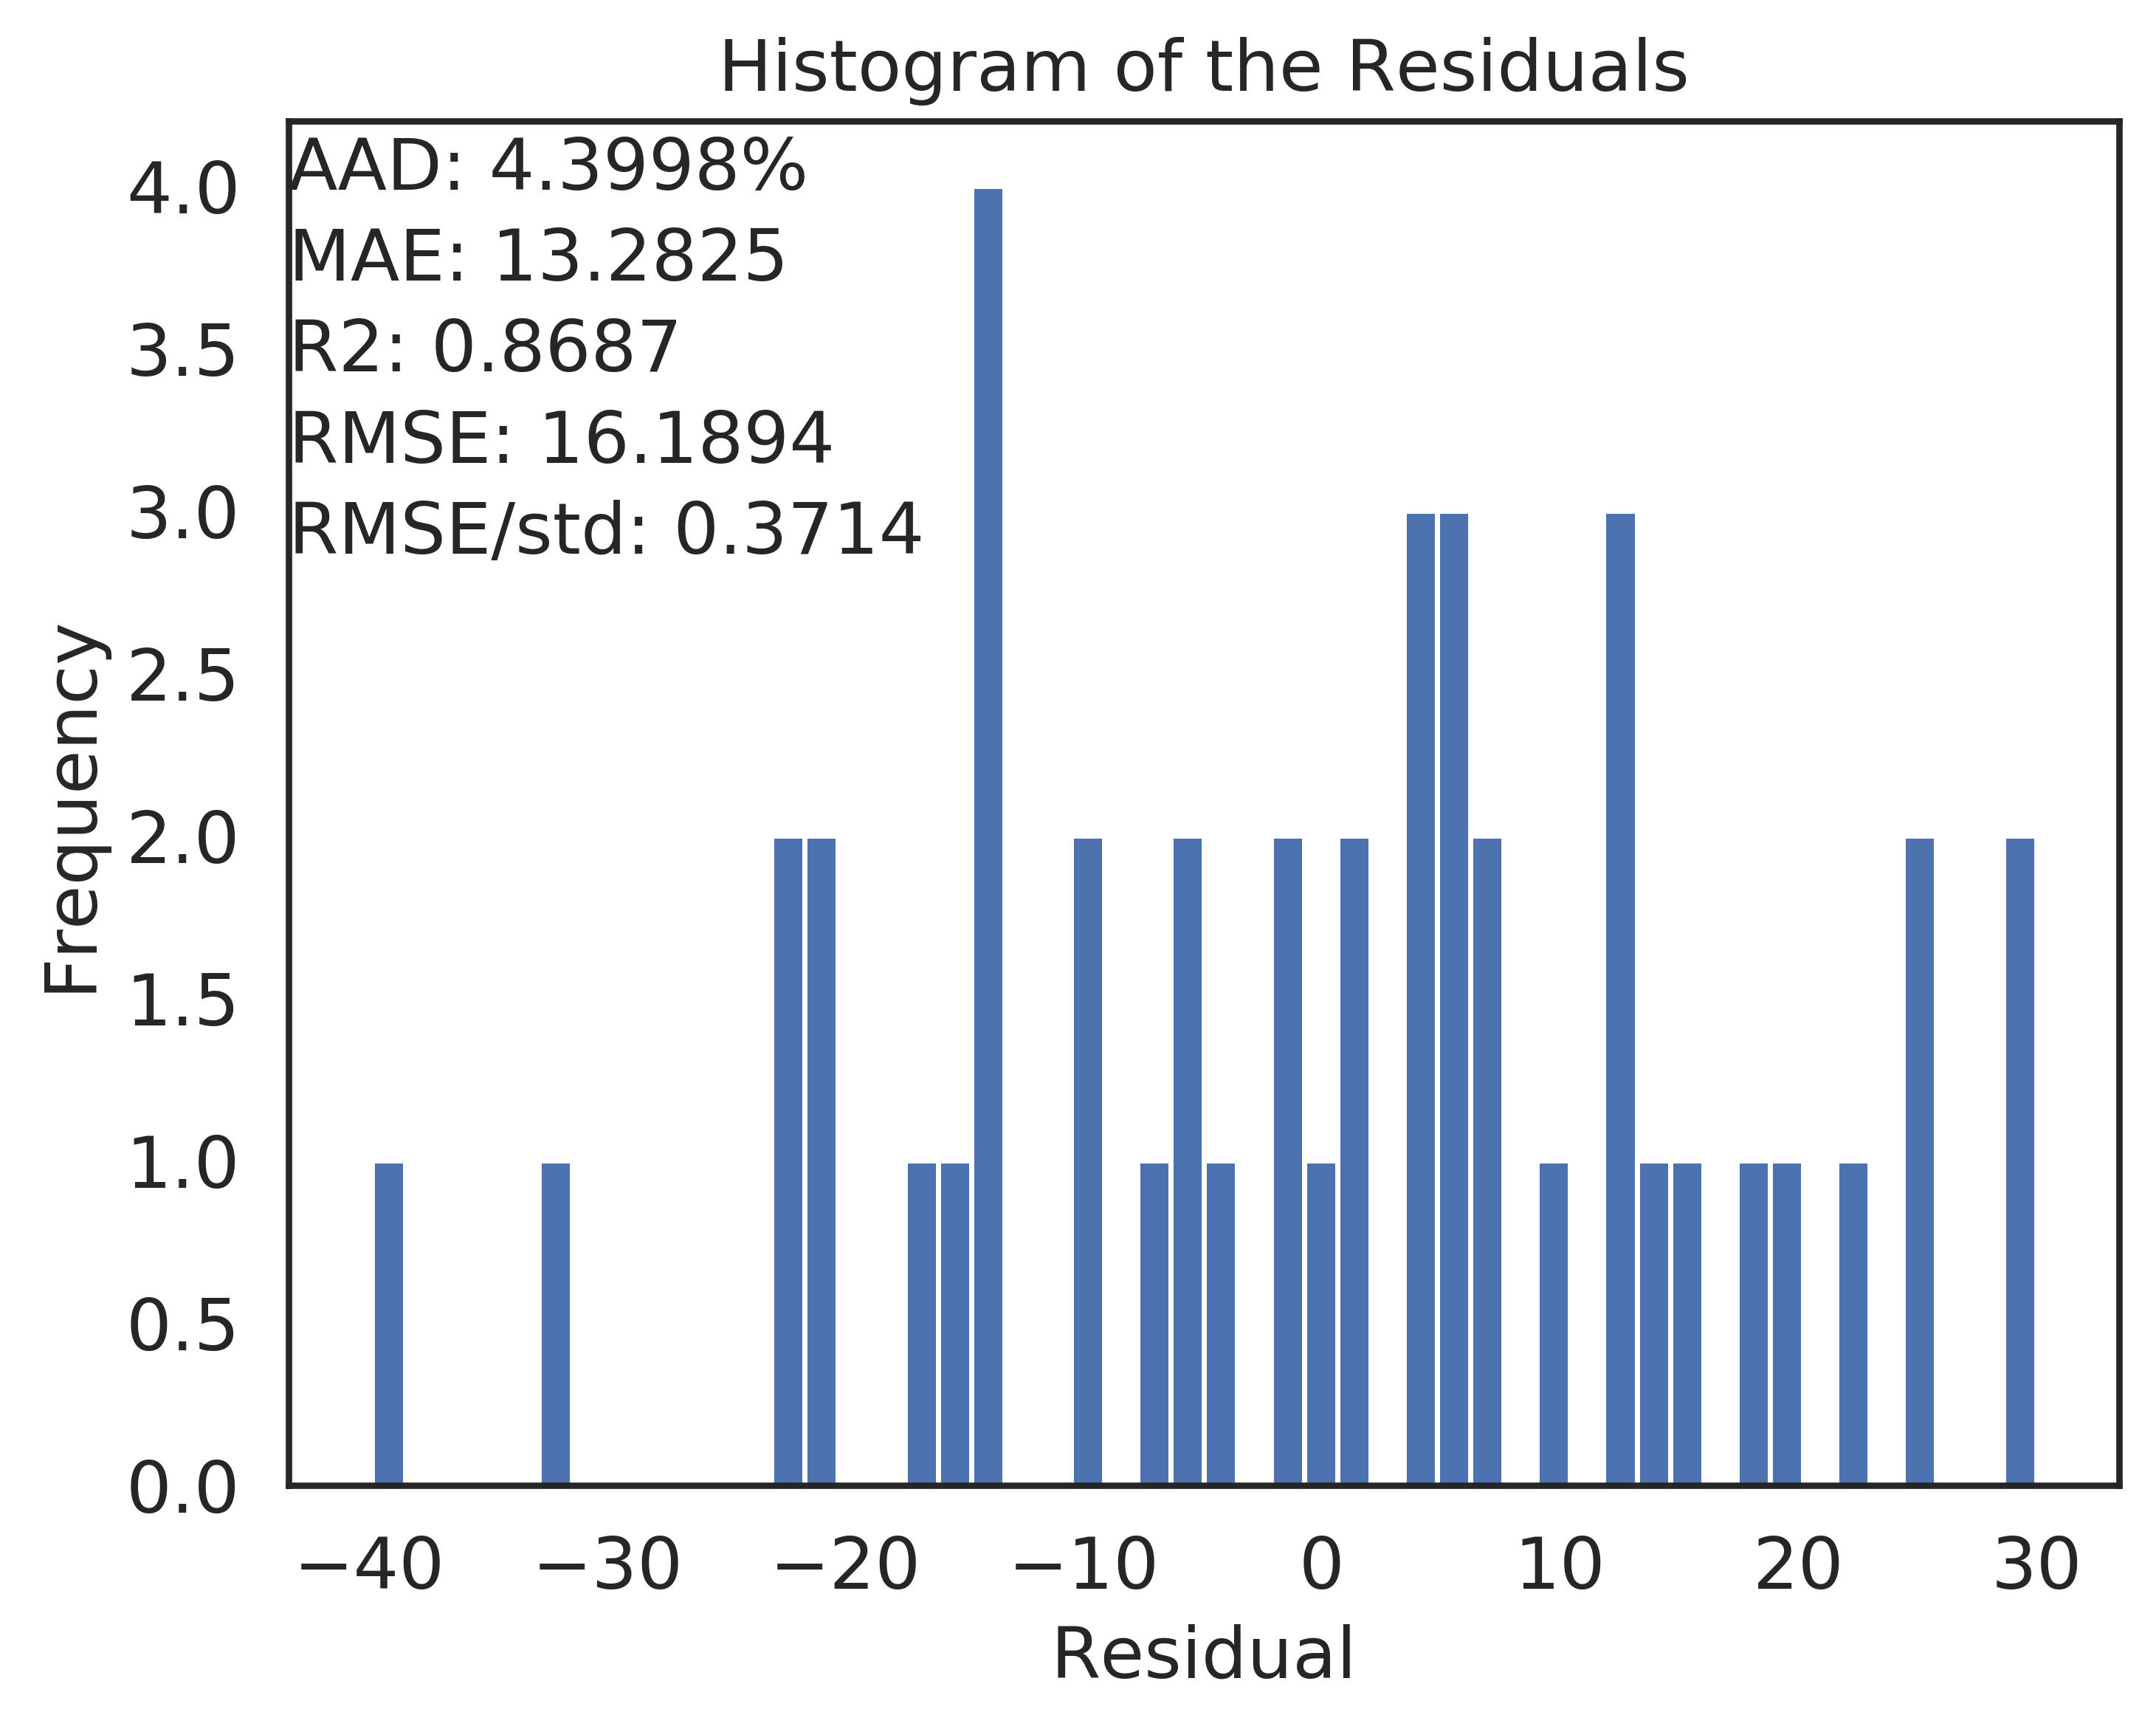 Histogram of the Residuals
AAD: 4.3998%
MAE: 13.2825
R2: 0.8687
RMSE: 16.1894
RMSE/std: 0.3714
Frequency
4.0
3.5
3.0
2.5
2.0
1.5
1.0
0.5
0.0
−40 −30 −20 −10 0 10 20 30
Residual